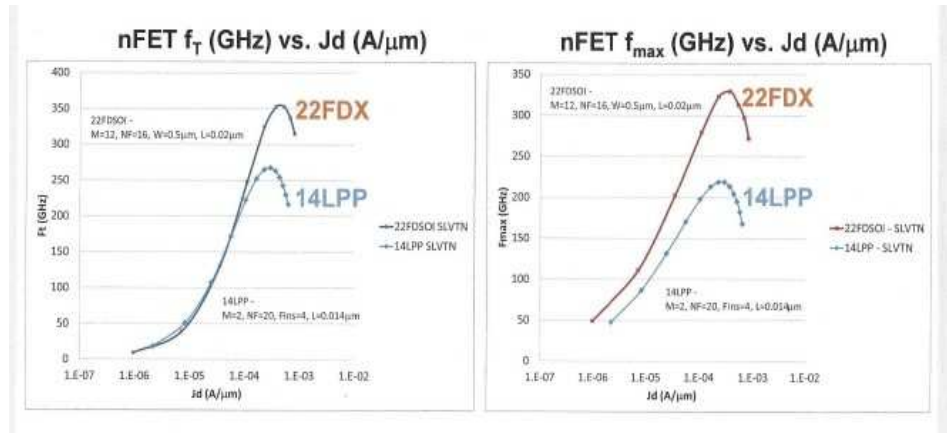 nFET fT (GHz) vs. Jd (A/μm)
400
350
300
250
200
150
100
50
0
Ft (GHz)
22FDSOI -
M=12, NF=16, W=0.5μm, L=0.02μm
22FDX
14LPP
22FDSOI SLVTN
14LPP SLVTN
14LPP -
M=2, NF=20, Fins=4, L=0.014μm
1.E-07 1.E-06 1.E-05 1.E-04 1.E-03 1.E-02
Jd (A/μm)
nFET fmax (GHz) vs. Jd (A/μm)
350
300
250
200
150
100
50
0
Fmax (GHz)
22FDSOI -
M=12, NF=16, W=0.5μm, L=0.02μm
22FDX
14LPP
22FDSOI - SLVTN
14LPP - SLVTN
14LPP -
M=2, NF=20, Fins=4, L=0.014μm
1.E-07 1.E-06 1.E-05 1.E-04 1.E-03 1.E-02
Jd (A/μm)